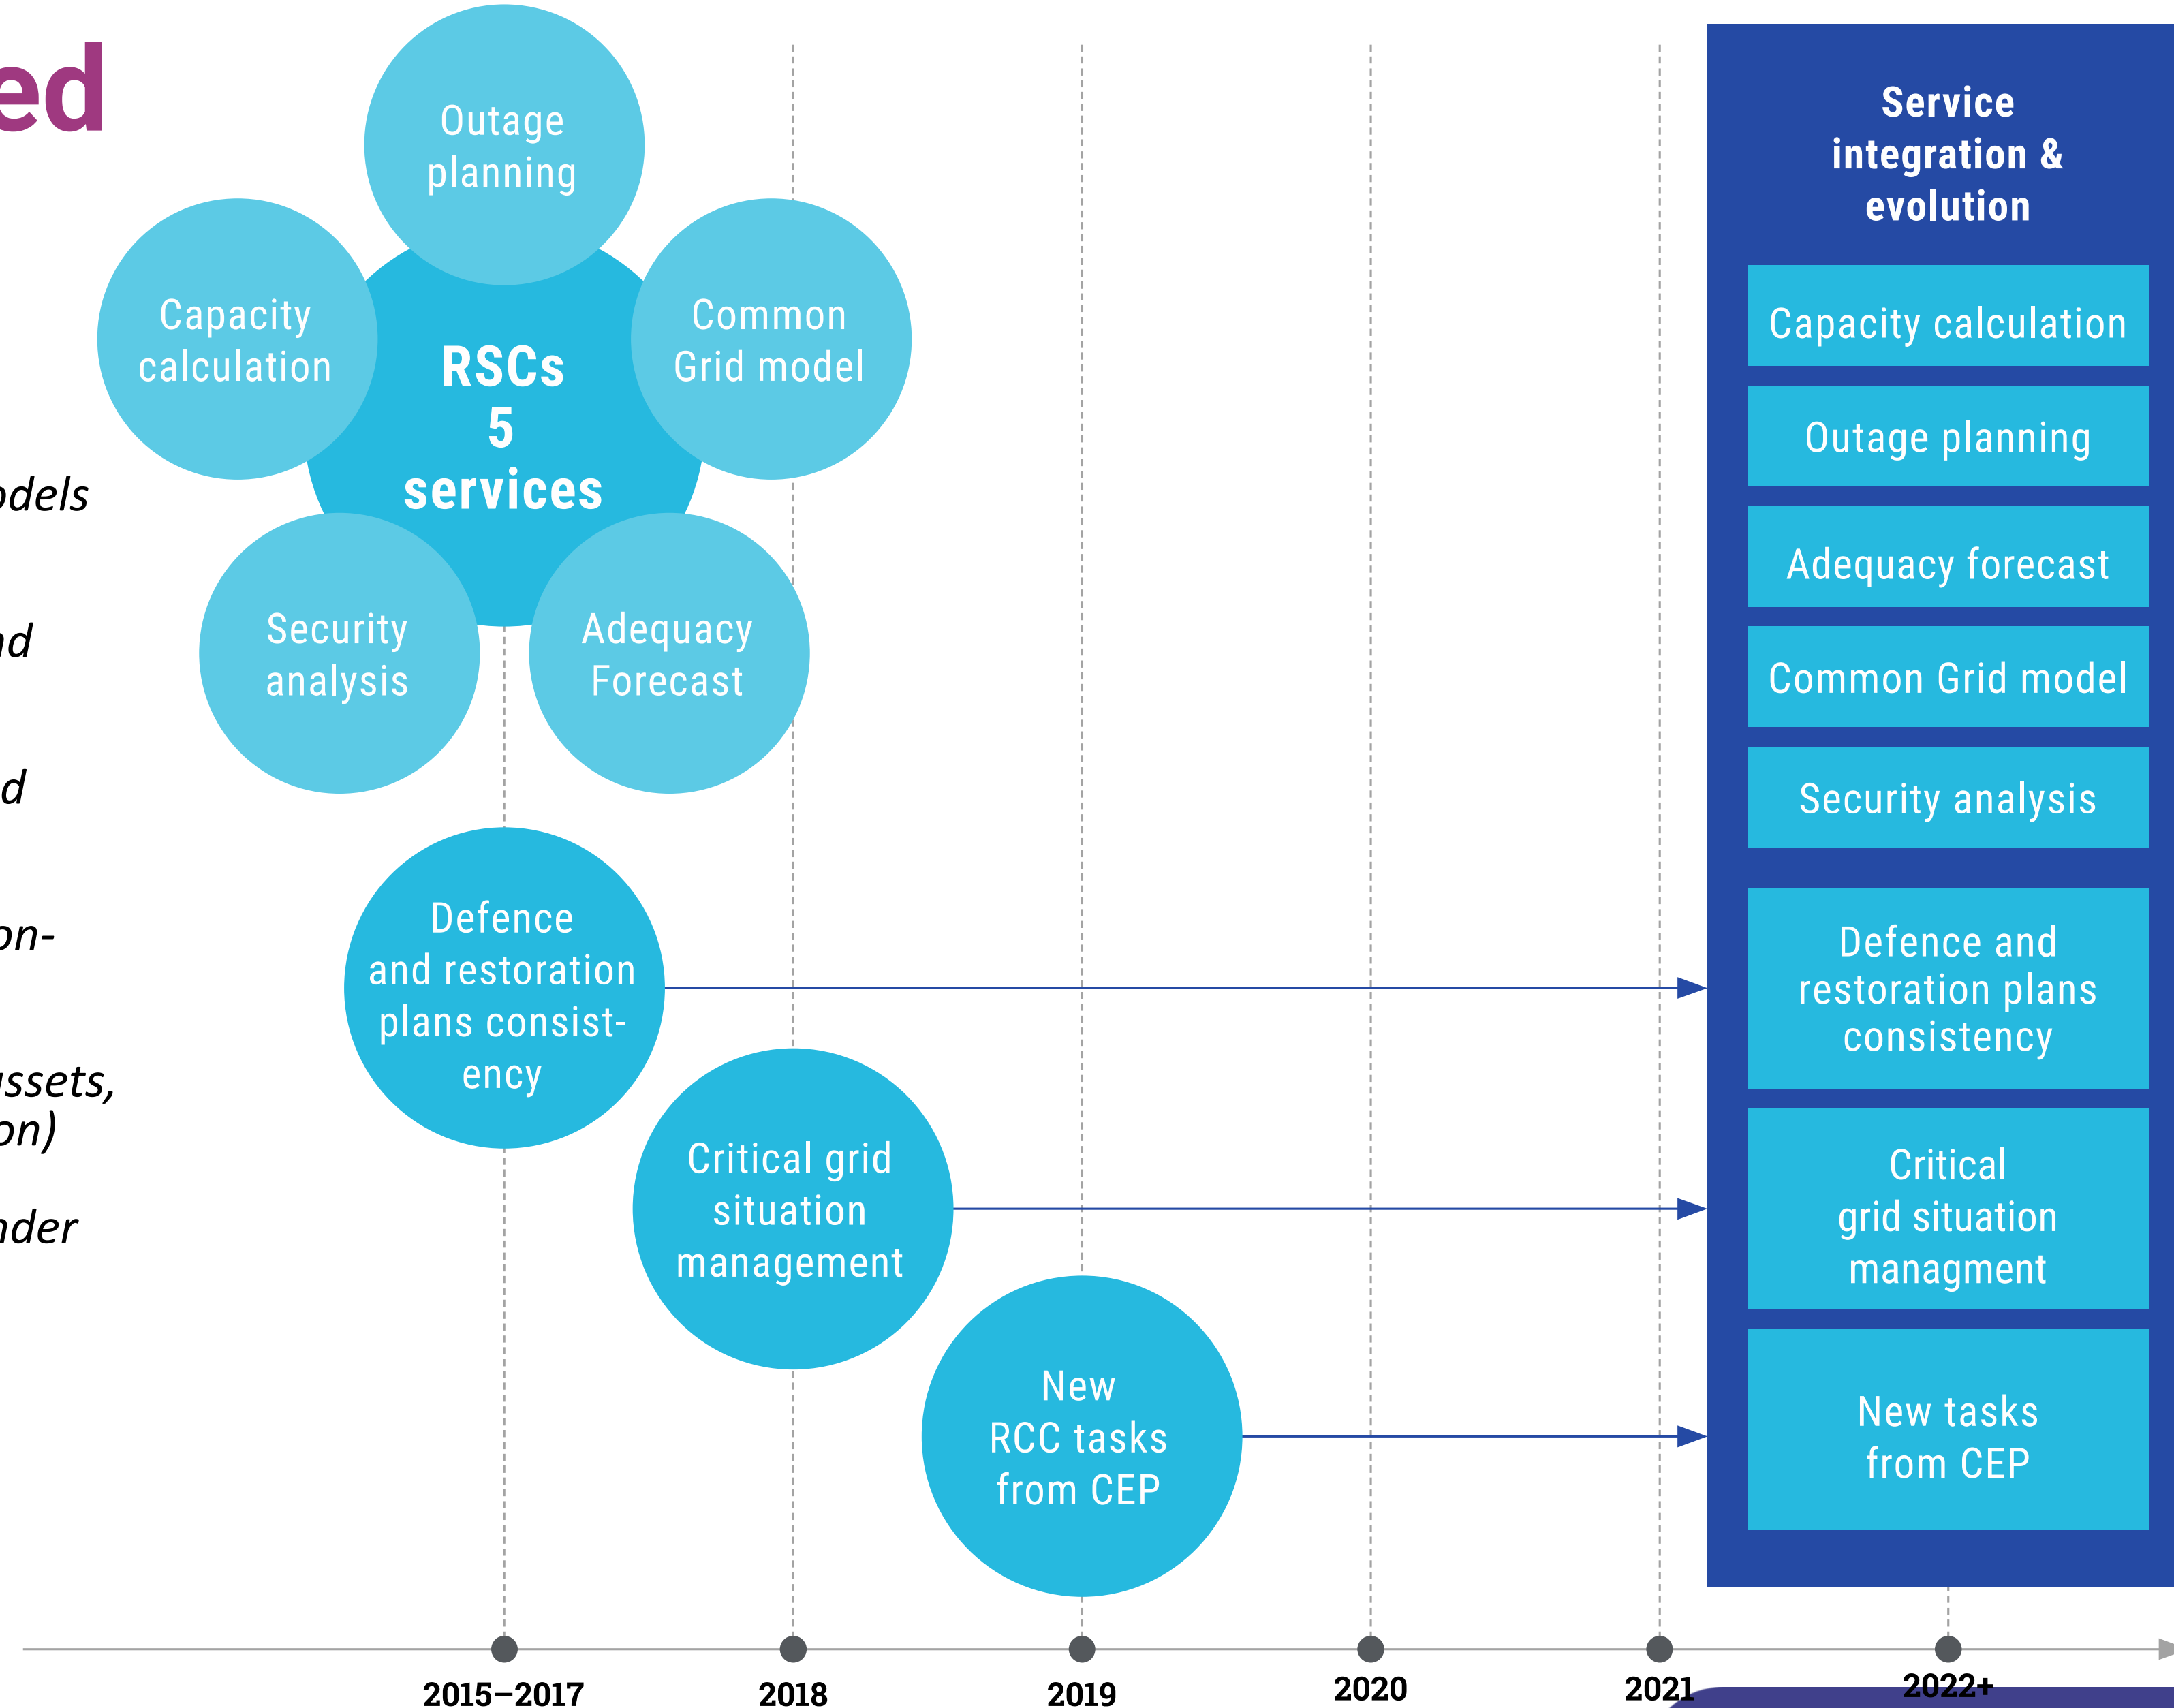 ed
odels
nd
d
on-
ssets,
on)
nder
Outage
planning
Capacity
calculation
Common
Grid model
RSCs
5
services
Security
analysis
Adequacy
Forecast
Defence
and restoration
plans consist-
ency
Critical grid
situation
management
New
RCC tasks
from CEP
Service
integration &
evolution
Capacity calculation
Outage planning
Adequacy forecast
Common Grid model
Security analysis
Defence and
restoration plans
consistency
Critical
grid situation
managment
New tasks
from CEP
2015–2017
2018
2019
2020
2021
2022+